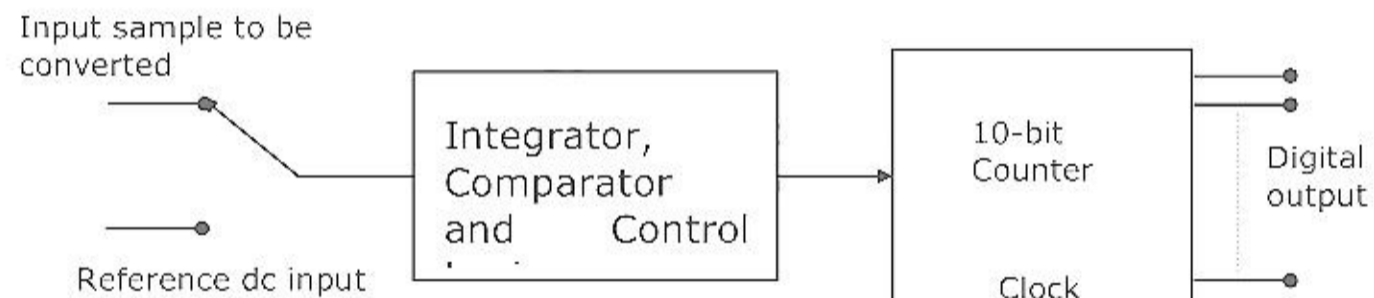 Input sample to be
converted
Integrator,
Comparator
and Control
10-bit
Counter
Digital
output
Reference dc input
Clock